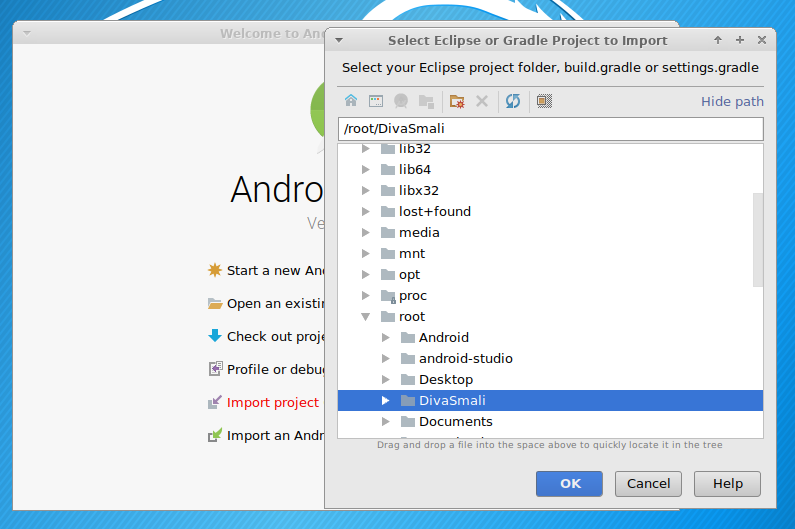 Welcome to An
Select Eclipse or Gradle Project to Import
Select your Eclipse project folder, build.gradle or settings.gradle
Hide path
/root/DivaSmali
lib32
lib64
libx32
lost+found
media
mnt
opt
proc
root
Android
android-studio
Desktop
DivaSmali
Documents
Drag and drop a file into the space above to quickly locate it in the tree
OK
Cancel
Help
Andro
Ve
Start a new An
Open an existin
Check out proje
Profile or debu
Import project
Import an Andr